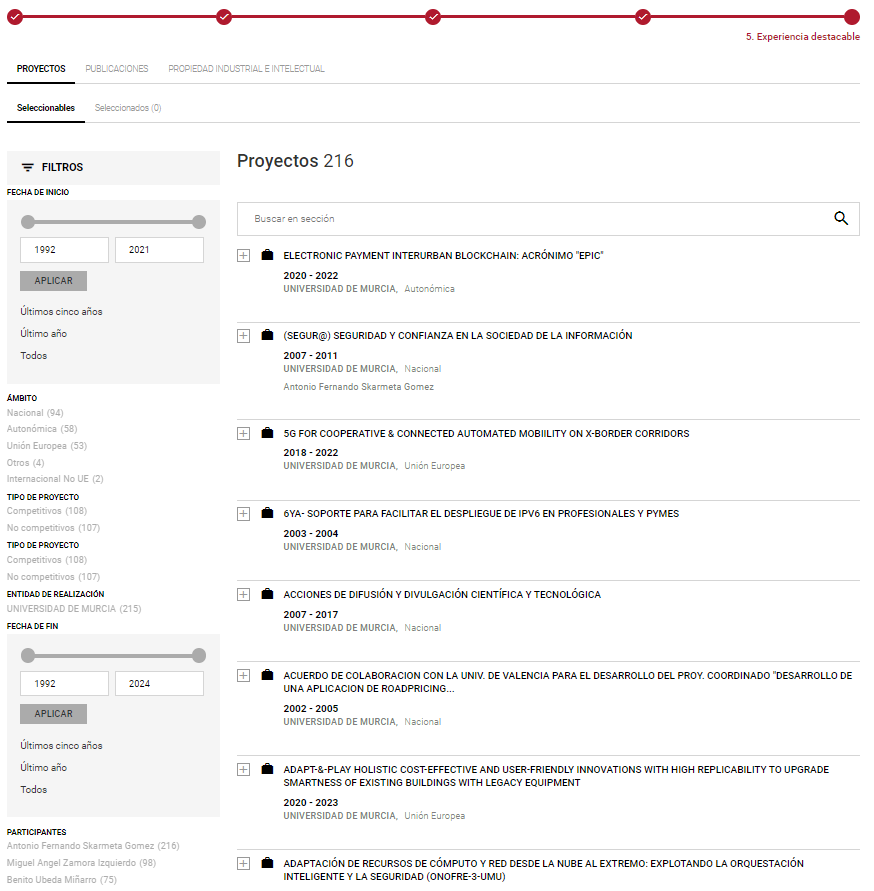 5. Experiencia destacable
PROYECTOS PUBLICACIONES PROPIEDAD INDUSTRIAL E INTELECTUAL
Seleccionables Seleccionados (0)
FILTROS
FECHA DE INICIO
1992 2021
APLICAR
Últimos cinco años
Último año
Todos
ÁMBITO
Nacional (94)
Autonómica (58)
Unión Europea (53)
Otros (4)
Internacional No UE (2)
TIPO DE PROYECTO
Competitivos (108)
No competitivos (107)
TIPO DE PROYECTO
Competitivos (108)
No competitivos (107)
ENTIDAD DE REALIZACIÓN
UNIVERSIDAD DE MURCIA (215)
FECHA DE FIN
1992 2024
APLICAR
Últimos cinco años
Último año
Todos
PARTICIPANTES
Antonio Fernando Skarmeta Gomez (216)
Miguel Angel Zamora Izquierdo (98)
Benito Ubeda Miñarro (75)
Proyectos 216
Buscar en sección
ELECTRONIC PAYMENT INTERURBAN BLOCKCHAIN: ACRÓNIMO "EPIC"
2020 - 2022
UNIVERSIDAD DE MURCIA, Autonómica
(SEGUR@) SEGURIDAD Y CONFIANZA EN LA SOCIEDAD DE LA INFORMACIÓN
2007 - 2011
UNIVERSIDAD DE MURCIA, Nacional
Antonio Fernando Skarmeta Gomez
5G FOR COOPERATIVE & CONNECTED AUTOMATED MOBIILITY ON X-BORDER CORRIDORS
2018 - 2022
UNIVERSIDAD DE MURCIA, Unión Europea
6YA- SOPORTE PARA FACILITAR EL DESPLIEGUE DE IPV6 EN PROFESIONALES Y PYMES
2003 - 2004
UNIVERSIDAD DE MURCIA, Nacional
ACCIONES DE DIFUSIÓN Y DIVULGACIÓN CIENTÍFICA Y TECNOLÓGICA
2007 - 2017
UNIVERSIDAD DE MURCIA, Nacional
ACUERDO DE COLABORACION CON LA UNIV. DE VALENCIA PARA EL DESARROLLO DEL PROY. COORDINADO "DESARROLLO DE
UNA APLICACION DE ROADPRICING...
2002 - 2005
UNIVERSIDAD DE MURCIA, Nacional
ADAPT-&-PLAY HOLISTIC COST-EFFECTIVE AND USER-FRIENDLY INNOVATIONS WITH HIGH REPLICABILITY TO UPGRADE
SMARTNESS OF EXISTING BUILDINGS WITH LEGACY EQUIPMENT
2020 - 2023
UNIVERSIDAD DE MURCIA, Unión Europea
ADAPTACIÓN DE RECURSOS DE CÓMPUTO Y RED DESDE LA NUBE AL EXTREMO: EXPLOTANDO LA ORQUESTACIÓN
INTELIGENTE Y LA SEGURIDAD (ONOFRE-3-UMU)